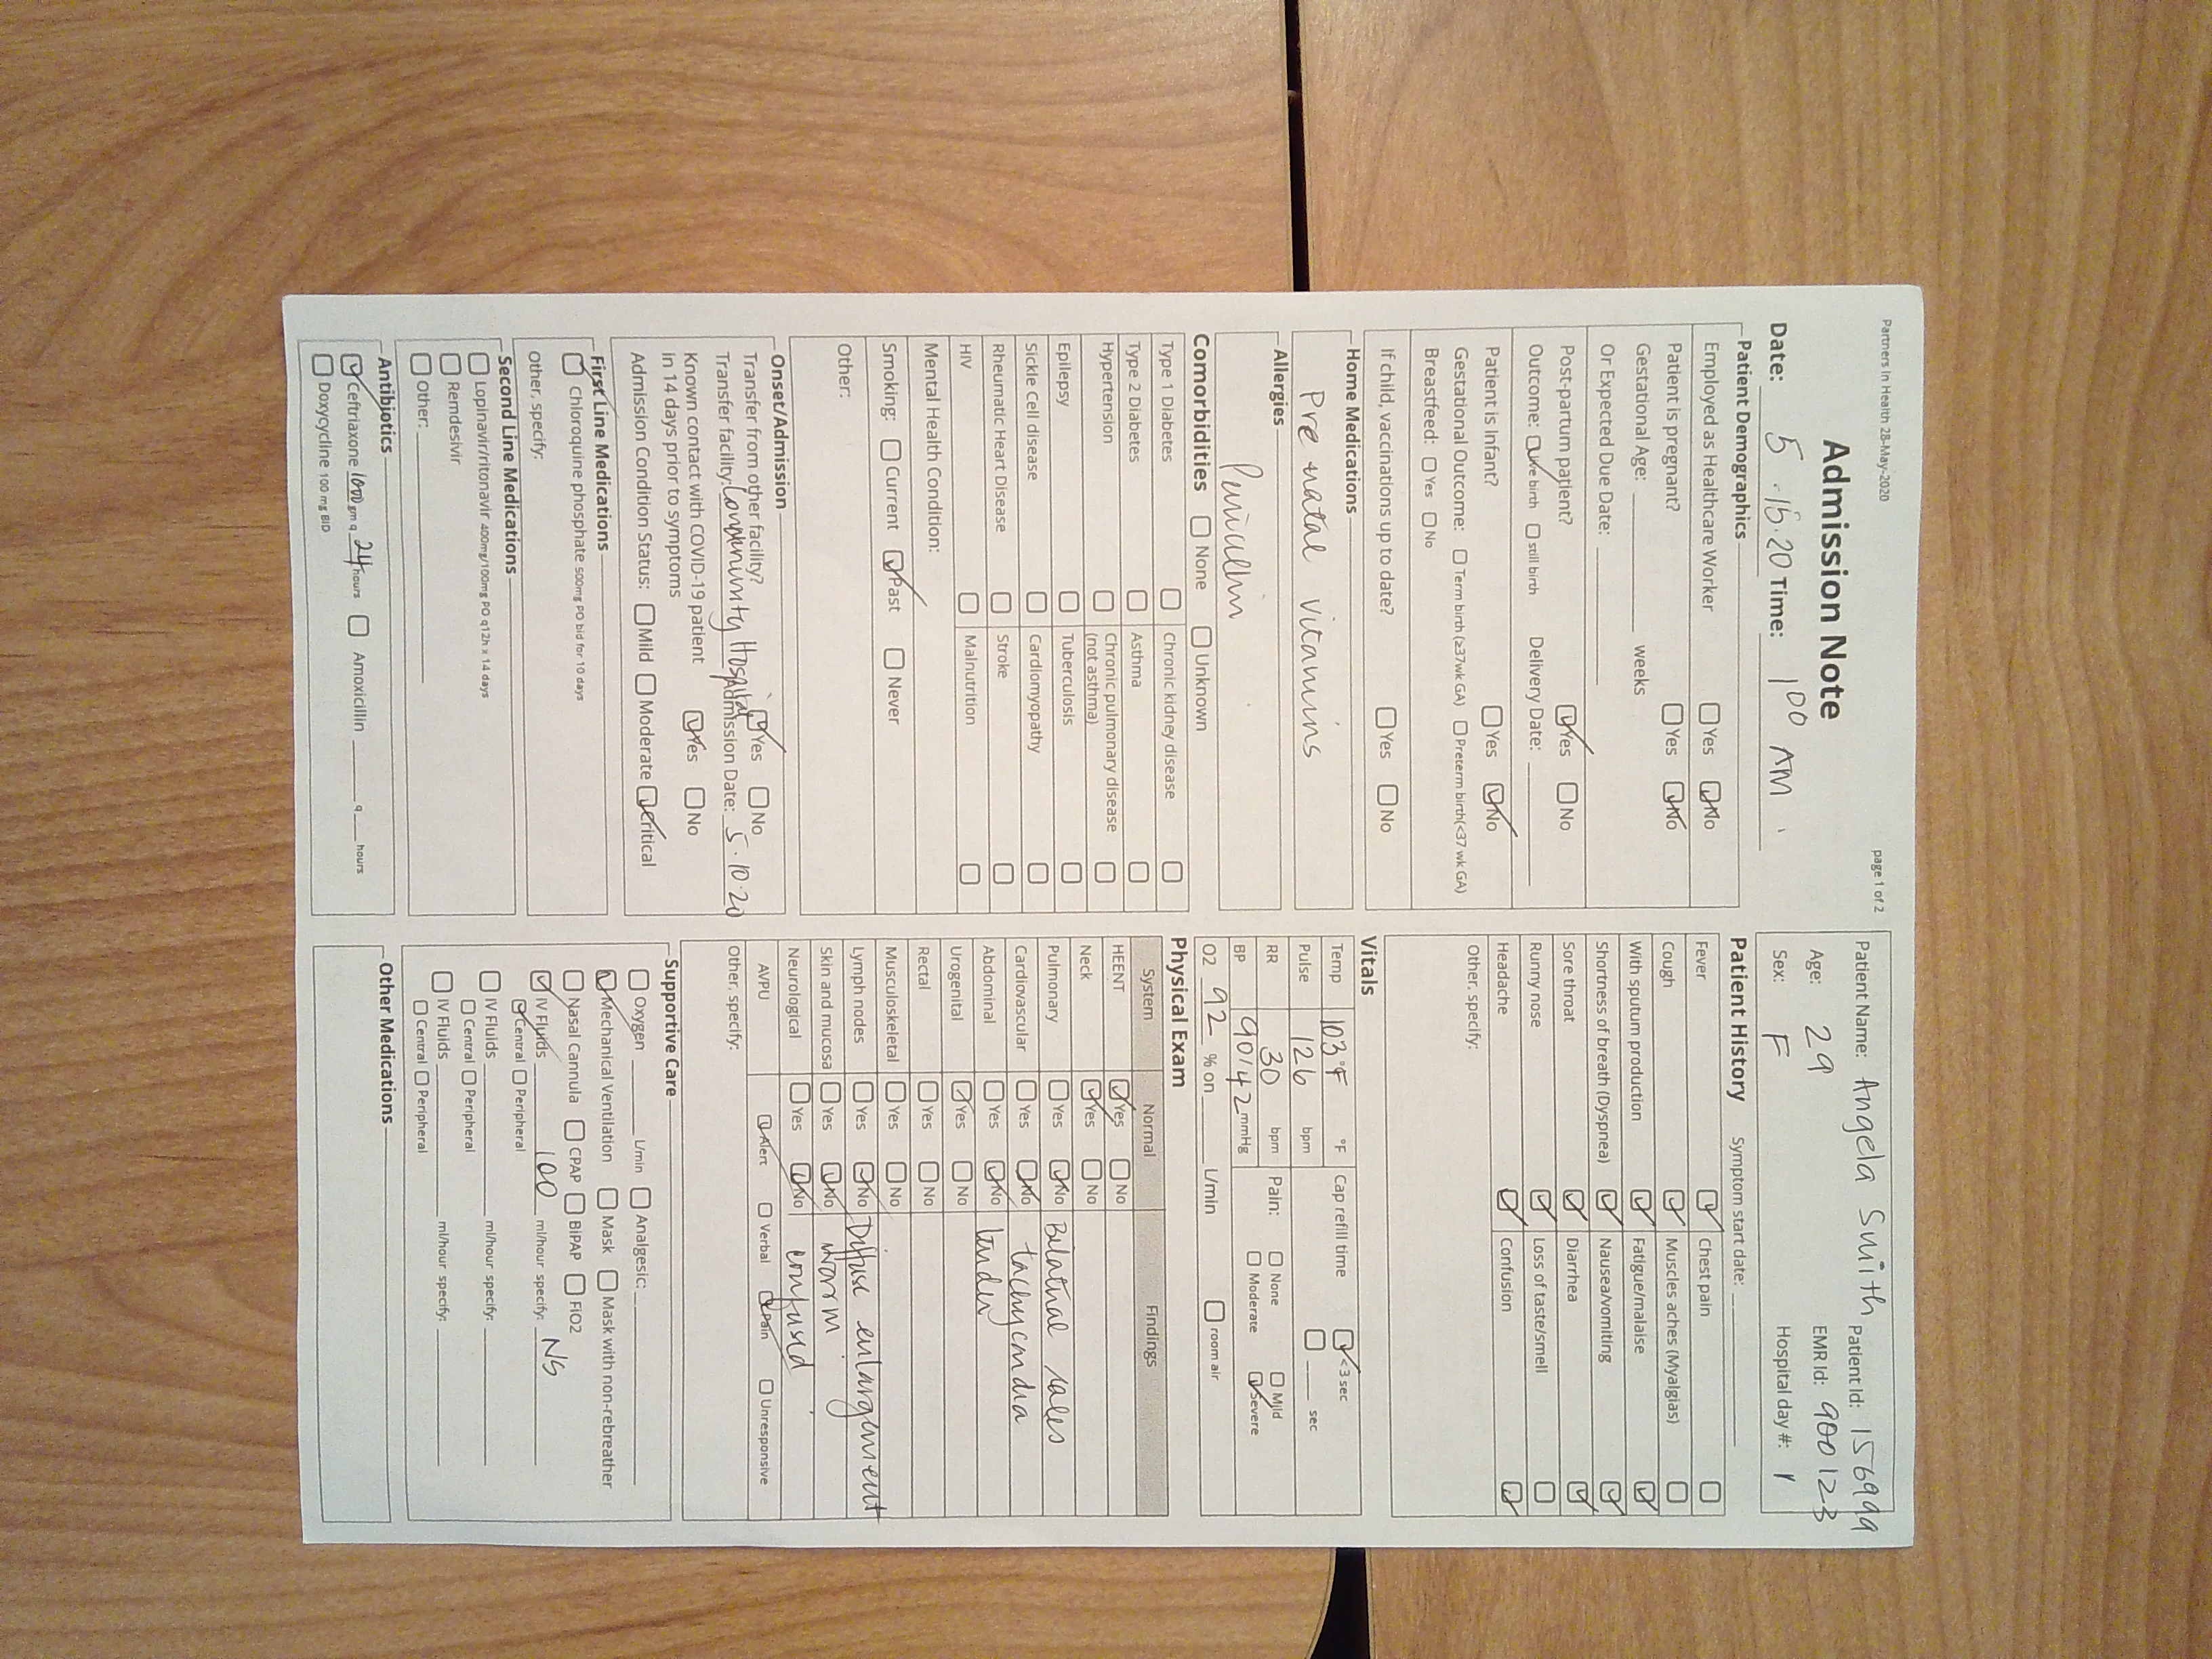 Partners In Health 28-May-2020
page 1 of 2
Admission Note
Date: 5.16.20 Time: 1 00 AM
Patient Demographics
Employed as Healthcare Worker Yes No
Patient is pregnant? Yes No
Gestational Age: weeks
Or Expected Due Date:
Post-partum patient? Yes No
Outcome: Live birth still birth Delivery Date:
Patient is Infant? Yes No
Gestational Outcome: Term birth (≥37wk GA) Preterm birth(<37 wk GA)
Breastfeed: Yes No
If child, vaccinations up to date? Yes No
Home Medications
Pre natal Vitamins
Allergies
Penicillin
Comorbidities None Unknown
Type 1 Diabetes Chronic kidney disease
Type 2 Diabetes Asthma
Hypertension Chronic pulmonary disease
(not asthma)
Epilepsy Tuberculosis
Sickle Cell disease Cardiomyopathy
Rheumatic Heart Disease Stroke
HIV Malnutrition
Mental Health Condition:
Smoking: Current Past Never
Other:
Onset/Admission
Transfer from other facility? Yes No
Transfer facility: Community Hospital Admission Date: 5.10.20
Known contact with COVID-19 patient Yes No
in 14 days prior to symptoms
Admission Condition Status: Mild Moderate Critical
First Line Medications
Chloroquine phosphate 500mg PO bid for 10 days
Other, specify:
Second Line Medications
Lopinavir/ritonavir 400mg/100mg PO q12h x 14 days
Remdesivir
Other:
Antibiotics
Ceftriaxone 1000 gm q 24 hours Amoxicillin q hours
Doxycycline 100 mg BID
Patient Name: Angela Smith Patient Id: 156999
Age: 29 EMR Id: 900123
Sex: F Hospital day #: 1
Patient History Symptom start date:
Fever Chest pain
Cough Muscles aches (Myalgias)
With sputum production Fatigue/malaise
Shortness of breath (Dyspnea) Nausea/vomiting
Sore throat Diarrhea
Runny nose Loss of taste/smell
Headache Confusion
Other, specify:
Vitals
Temp 103°F °F Cap refill time <3 sec
Pulse 126 bpm sec
RR 30 bpm Pain: None Mild
BP 90/42 mmHg Moderate Severe
O2 92 % on L/min room air
Physical Exam
System Normal Findings
HEENT Yes No
Neck Yes No
Pulmonary Yes No Bilateral rales
Cardiovascular Yes No tachycardia
Abdominal Yes No tender
Urogenital Yes No
Rectal Yes No
Musculoskeletal Yes No
Lymph nodes Yes No Diffuse enlargement
Skin and mucosa Yes No warm
Neurological Yes No confused
AVPU Alert Verbal Pain Unresponsive
Other, specify:
Supportive Care
Oxygen L/min Analgesic:
Mechanical Ventilation Mask Mask with non-rebreather
Nasal Cannula CPAP BiPAP FiO2
IV Fluids 100 ml/hour specify: NS
Central Peripheral
IV Fluids ml/hour specify:
Central Peripheral
IV Fluids ml/hour specify:
Central Peripheral
Other Medications